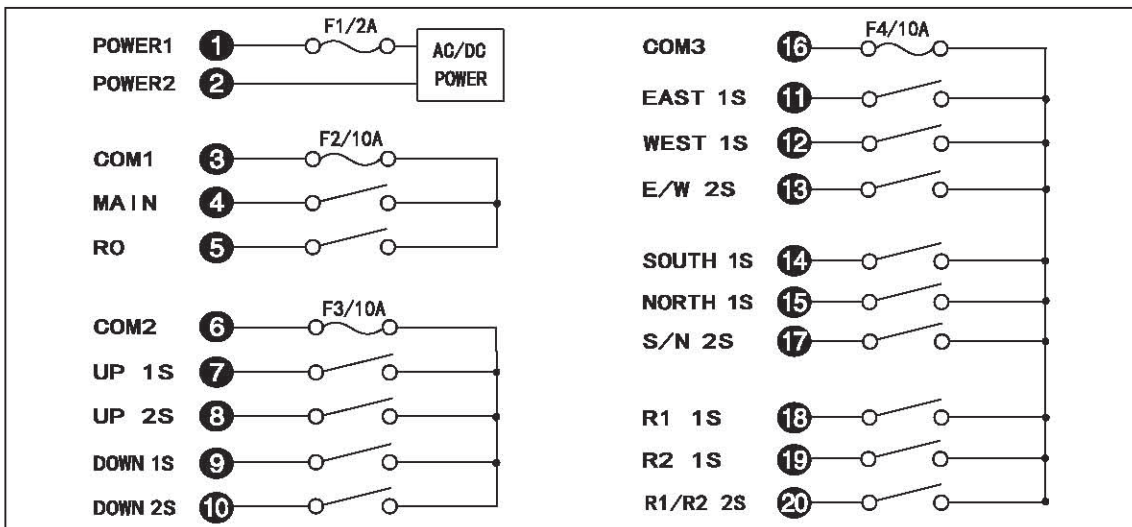 F1/2A
POWER1 1
POWER2 2
AC/DC
POWER
F2/10A
COM1 3
MAIN 4
RO 5
F3/10A
COM2 6
UP 1S 7
UP 2S 8
DOWN 1S 9
DOWN 2S 10
F4/10A
COM3 16
EAST 1S 11
WEST 1S 12
E/W 2S 13
SOUTH 1S 14
NORTH 1S 15
S/N 2S 17
R1 1S 18
R2 1S 19
R1/R2 2S 20